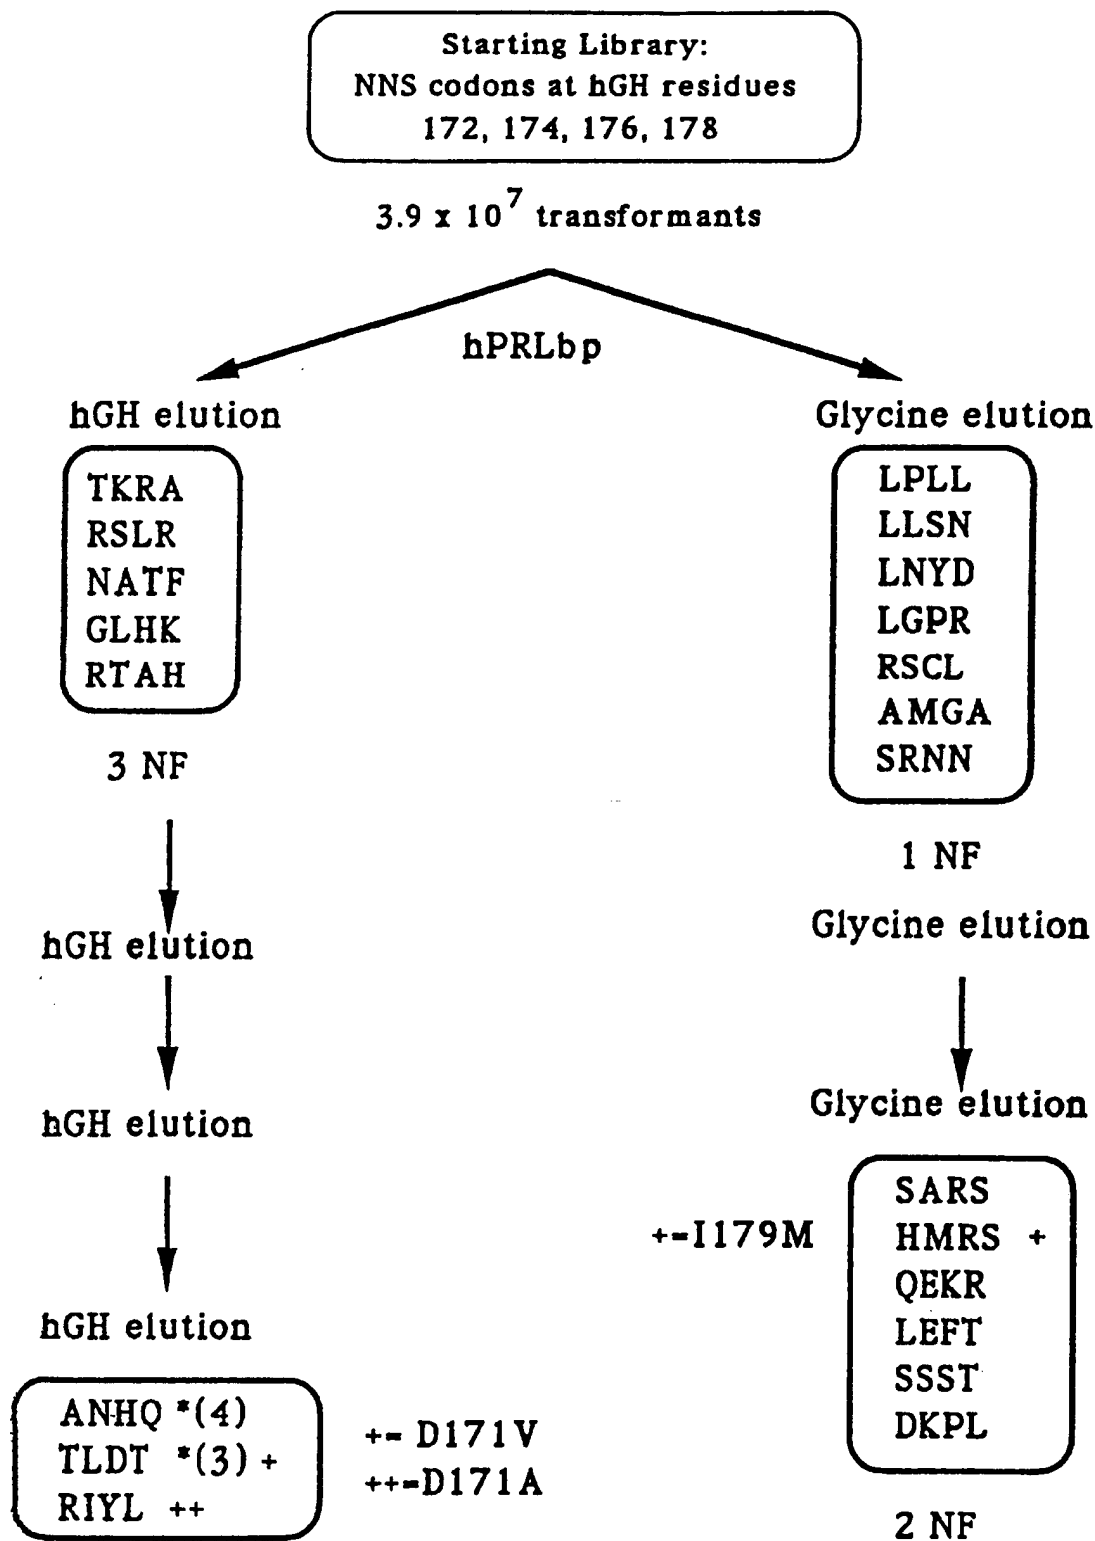 Starting Library:
NNS codons at hGH residues
172, 174, 176, 178
3.9 x 10^7 transformants
hPRLbp
hGH elution
TKRA
RSLR
NATF
GLHK
RTAH
3 NF
hGH elution
hGH elution
hGH elution
ANHQ *(4)
TLDT *(3) +
RIYL ++
+= D171V
++=D171A
Glycine elution
LPLL
LLSN
LNYD
LGPR
RSCL
AMGA
SRNN
1 NF
Glycine elution
Glycine elution
+=I179M
SARS
HMRS +
QEKR
LEFT
SSST
DKPL
2 NF